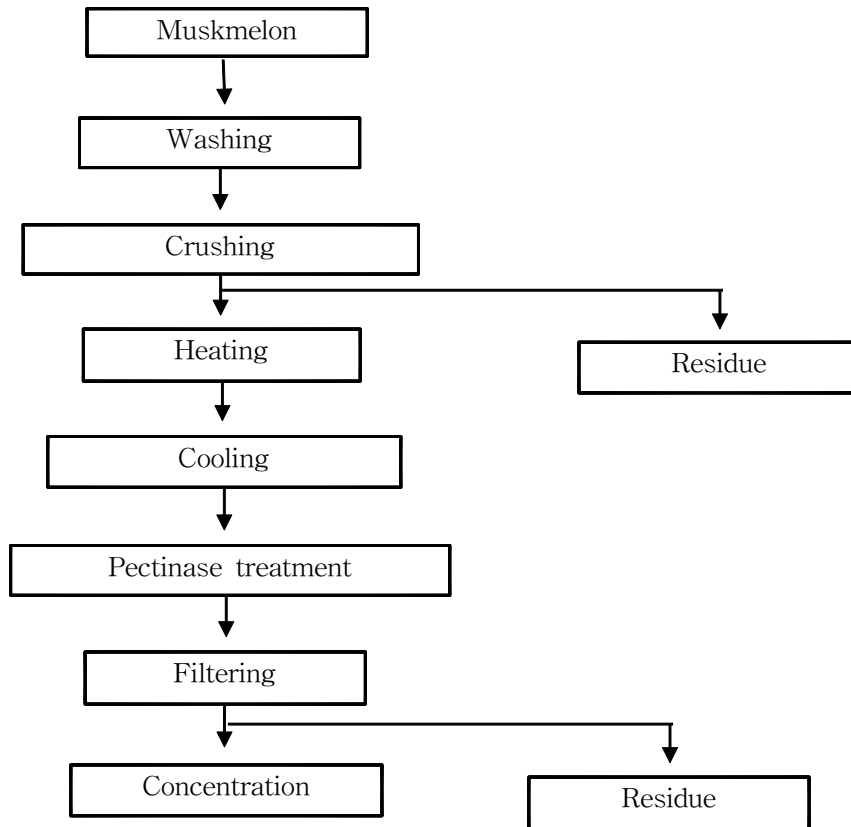 Muskmelon
Washing
Crushing
Heating
Residue
Cooling
Pectinase treatment
Filtering
Concentration
Residue